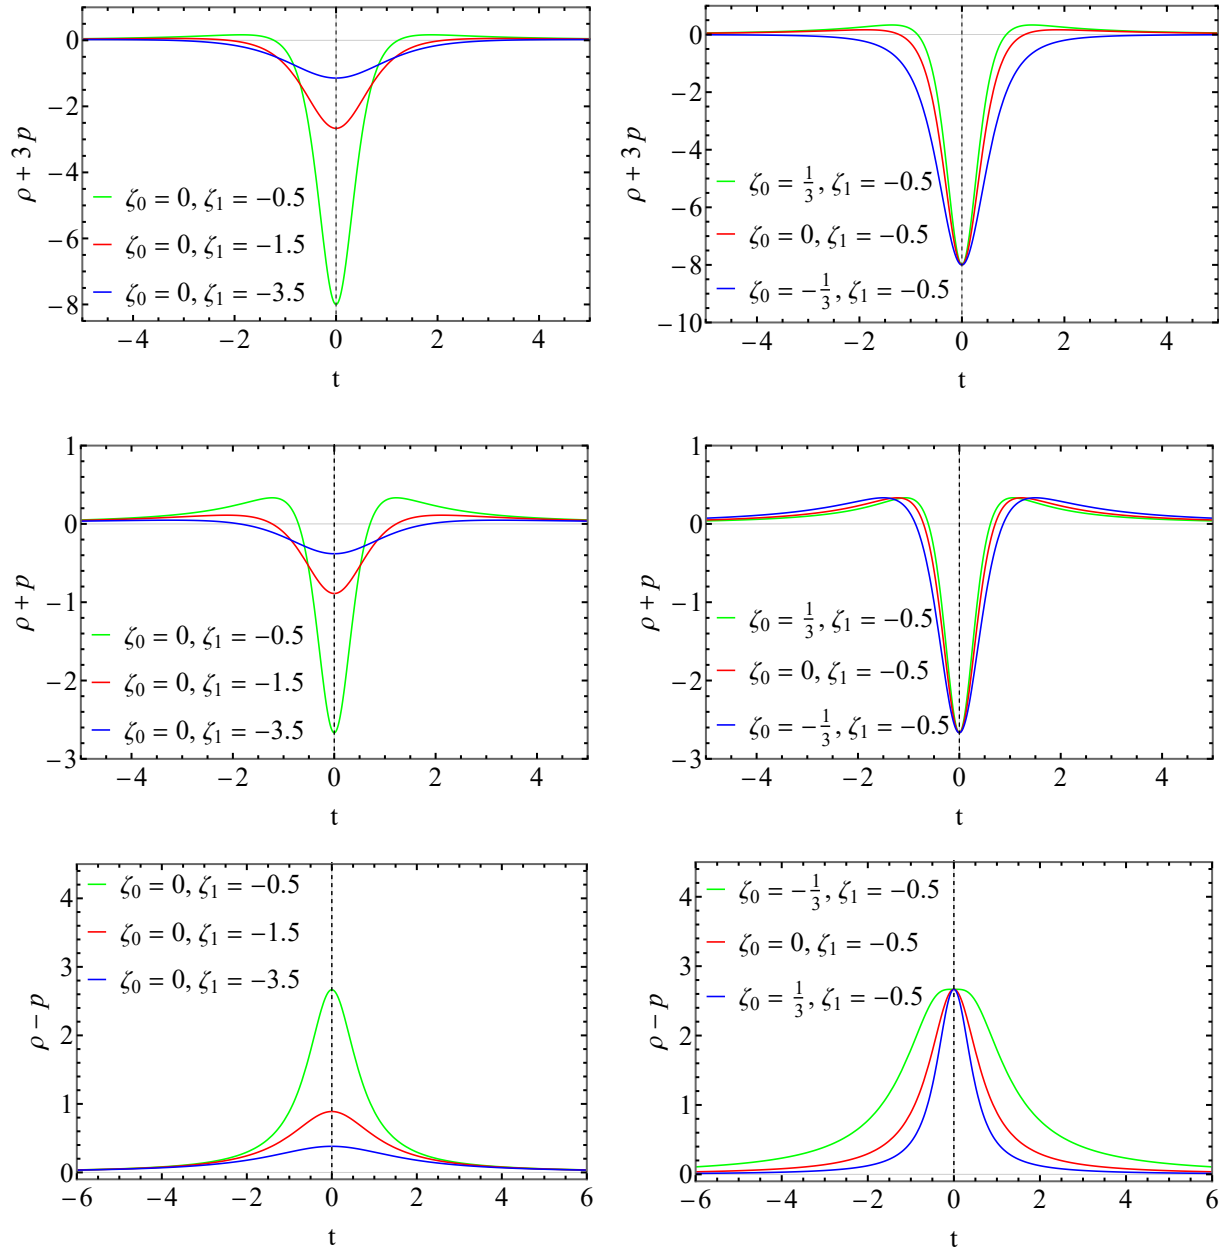 0
−2
−4
−6
−8
ρ + 3 p
ζ0 = 0, ζ1 = −0.5
ζ0 = 0, ζ1 = −1.5
ζ0 = 0, ζ1 = −3.5
−4 −2 0 2 4
t
0
−2
−4
−6
−8
−10
ρ + 3 p
ζ0 = 1/3, ζ1 = −0.5
ζ0 = 0, ζ1 = −0.5
ζ0 = −1/3, ζ1 = −0.5
−4 −2 0 2 4
t
1
0
−1
−2
−3
ρ + p
ζ0 = 0, ζ1 = −0.5
ζ0 = 0, ζ1 = −1.5
ζ0 = 0, ζ1 = −3.5
−4 −2 0 2 4
t
1
0
−1
−2
−3
ρ + p
ζ0 = 1/3, ζ1 = −0.5
ζ0 = 0, ζ1 = −0.5
ζ0 = −1/3, ζ1 = −0.5
−4 −2 0 2 4
t
4
3
2
1
0
ρ − p
ζ0 = 0, ζ1 = −0.5
ζ0 = 0, ζ1 = −1.5
ζ0 = 0, ζ1 = −3.5
−6 −4 −2 0 2 4 6
t
4
3
2
1
0
ρ − p
ζ0 = −1/3, ζ1 = −0.5
ζ0 = 0, ζ1 = −0.5
ζ0 = 1/3, ζ1 = −0.5
−6 −4 −2 0 2 4 6
t